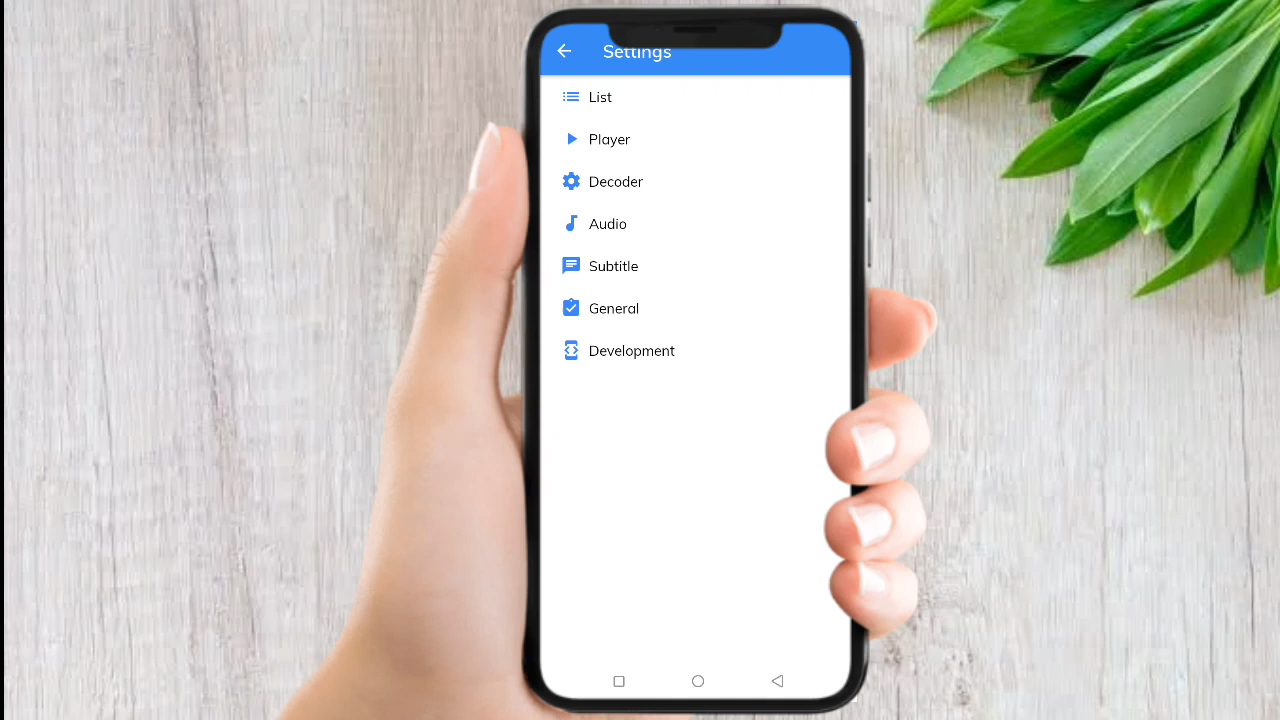 Settings
List
Player
Decoder
Audio
Subtitle
General
Development